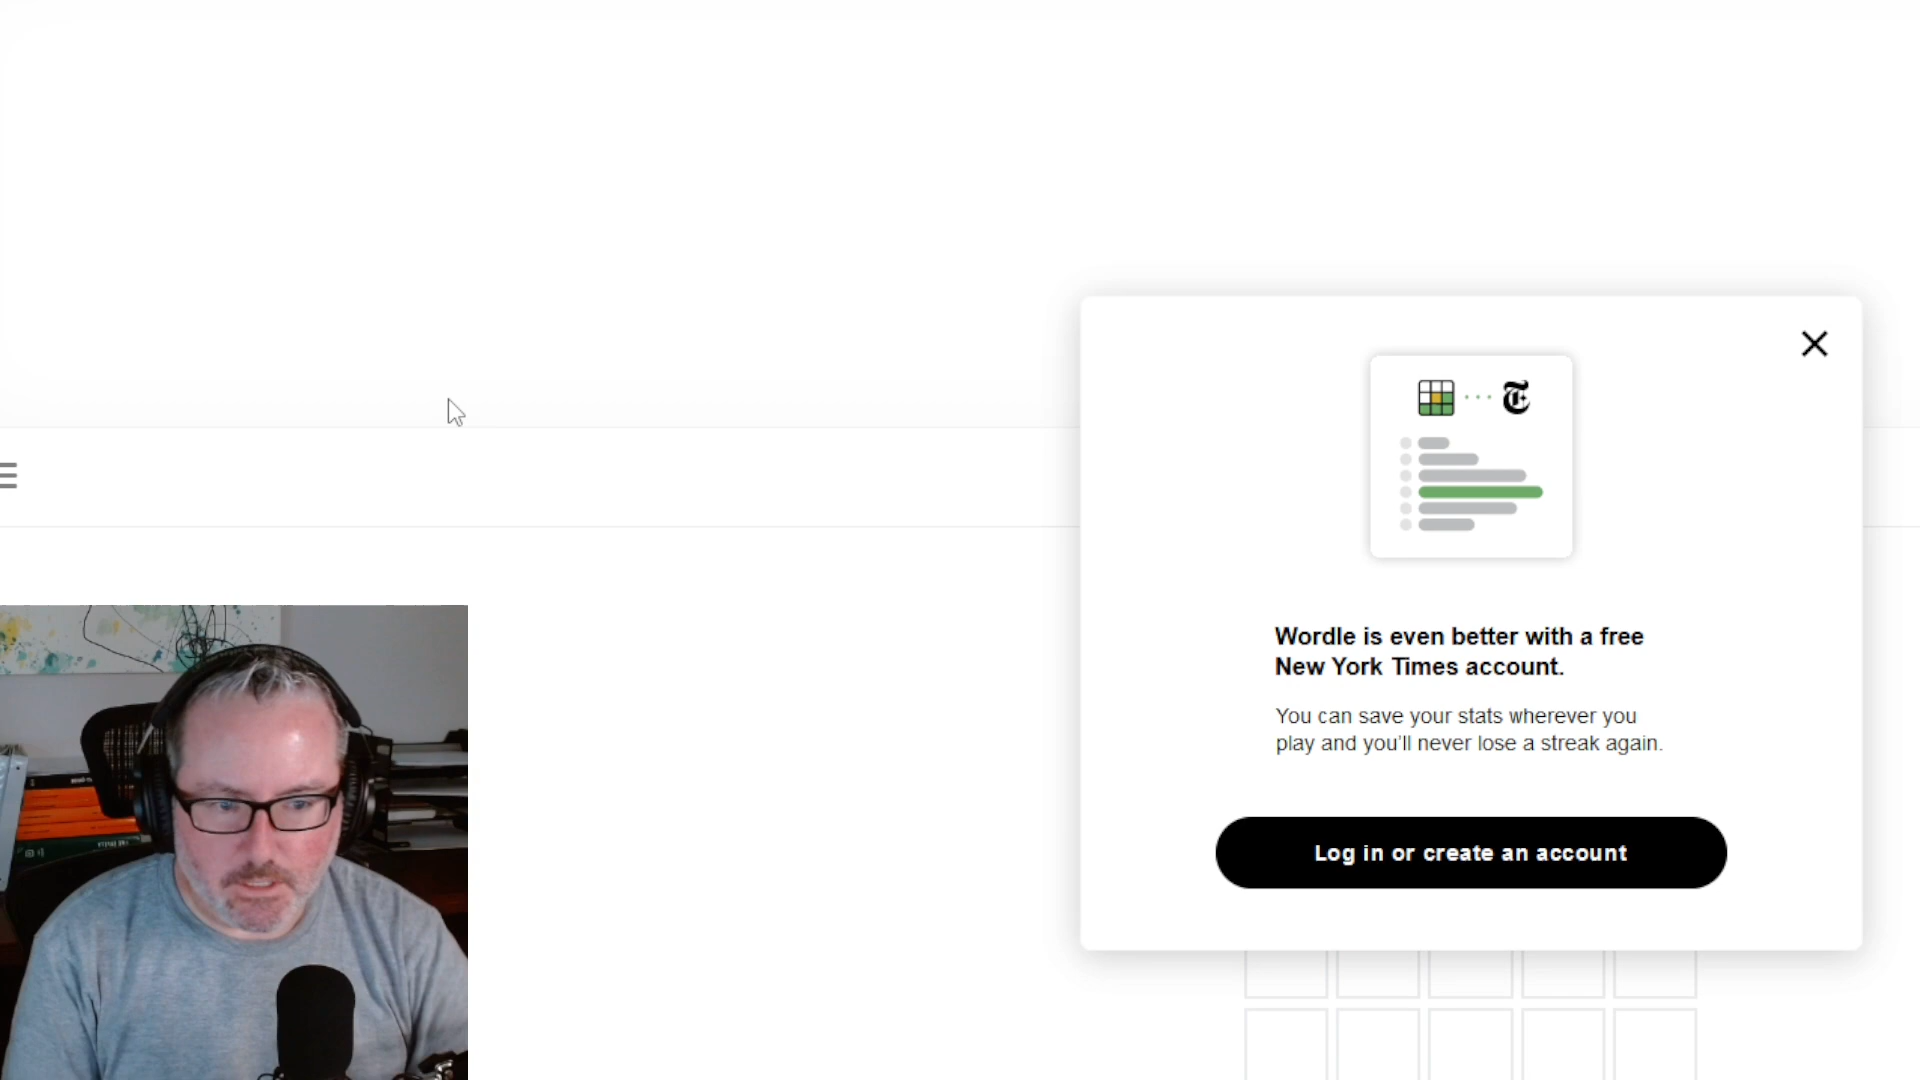 Wordle is even better with a free
New York Times account.
You can save your stats wherever you
play and you'll never lose a streak again.
Log in or create an account